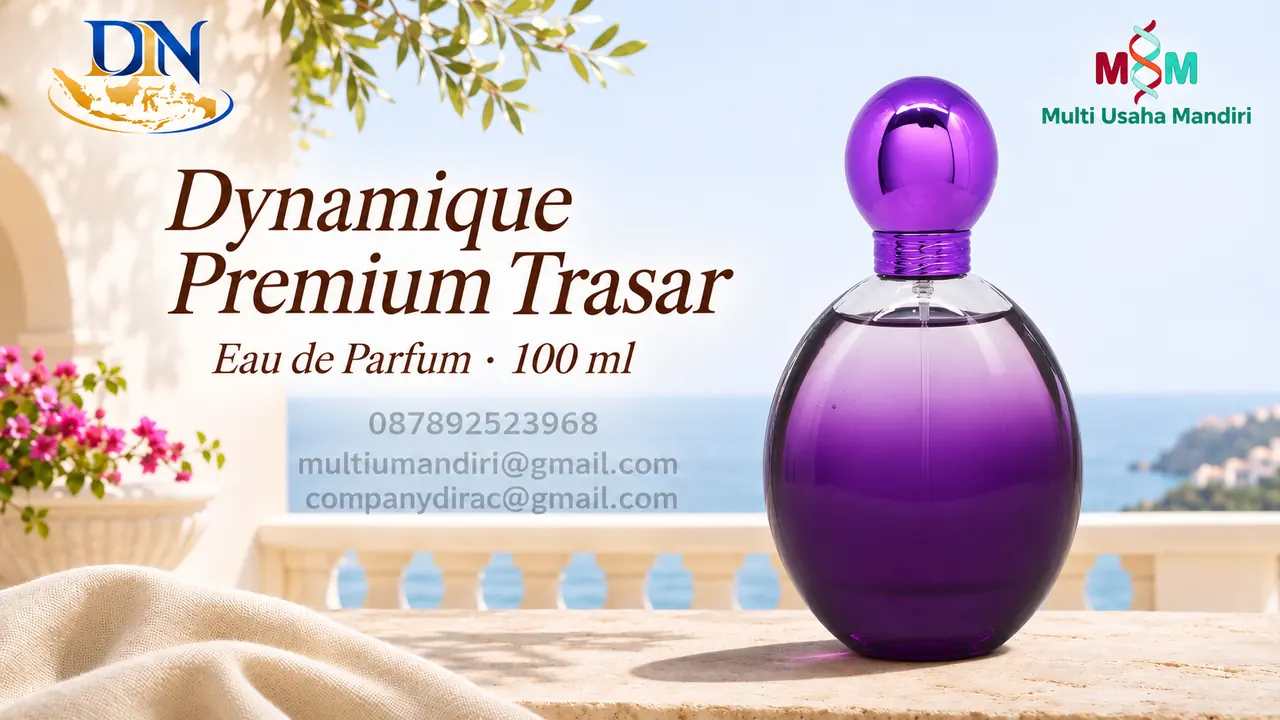 DN
M M
Multi Usaha Mandiri
Dynamique
Premium Trasar
Eau de Parfum · 100 ml
087892523968
multiumandiri@gmail.com
companydirac@gmail.com